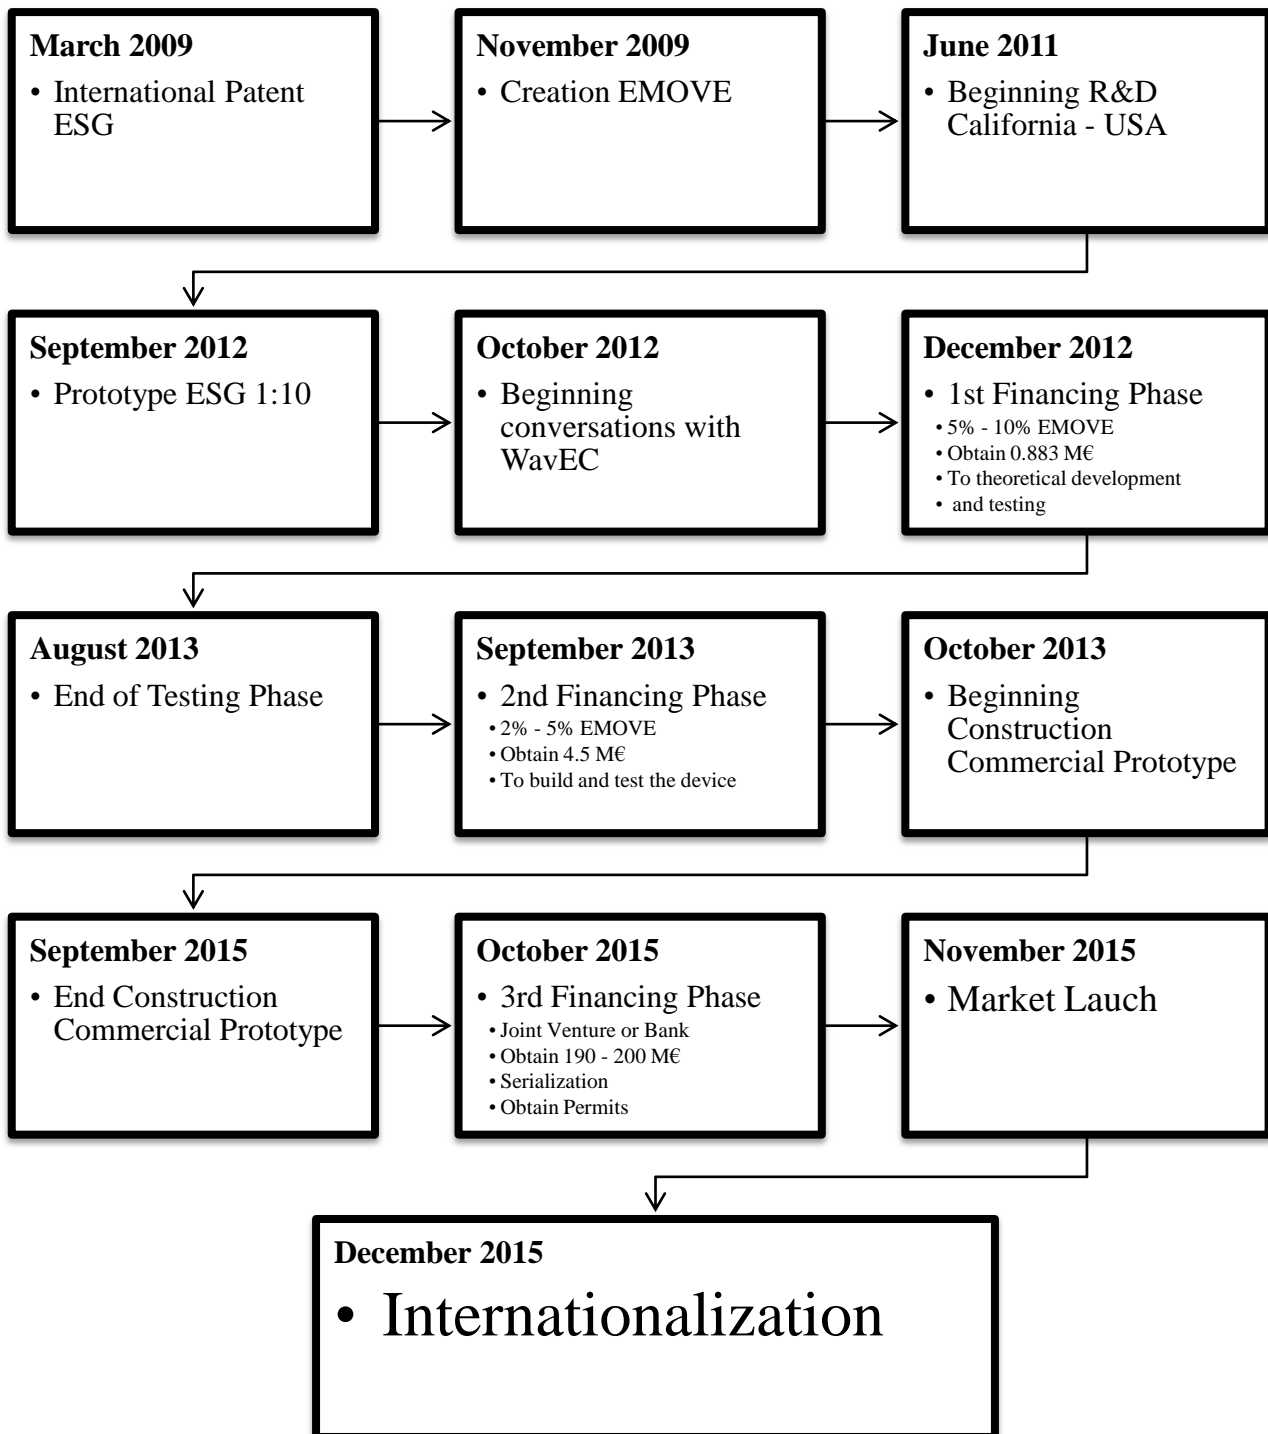 March 2009
• International Patent
ESG
November 2009
• Creation EMOVE
June 2011
• Beginning R&D
California - USA
September 2012
• Prototype ESG 1:10
October 2012
• Beginning
conversations with
WavEC
December 2012
• 1st Financing Phase
• 5% - 10% EMOVE
• Obtain 0.883 M€
• To theoretical development
• and testing
August 2013
• End of Testing Phase
September 2013
• 2nd Financing Phase
• 2% - 5% EMOVE
• Obtain 4.5 M€
• To build and test the device
October 2013
• Beginning
Construction
Commercial Prototype
September 2015
• End Construction
Commercial Prototype
October 2015
• 3rd Financing Phase
• Joint Venture or Bank
• Obtain 190 - 200 M€
• Serialization
• Obtain Permits
November 2015
• Market Lauch
December 2015
• Internationalization